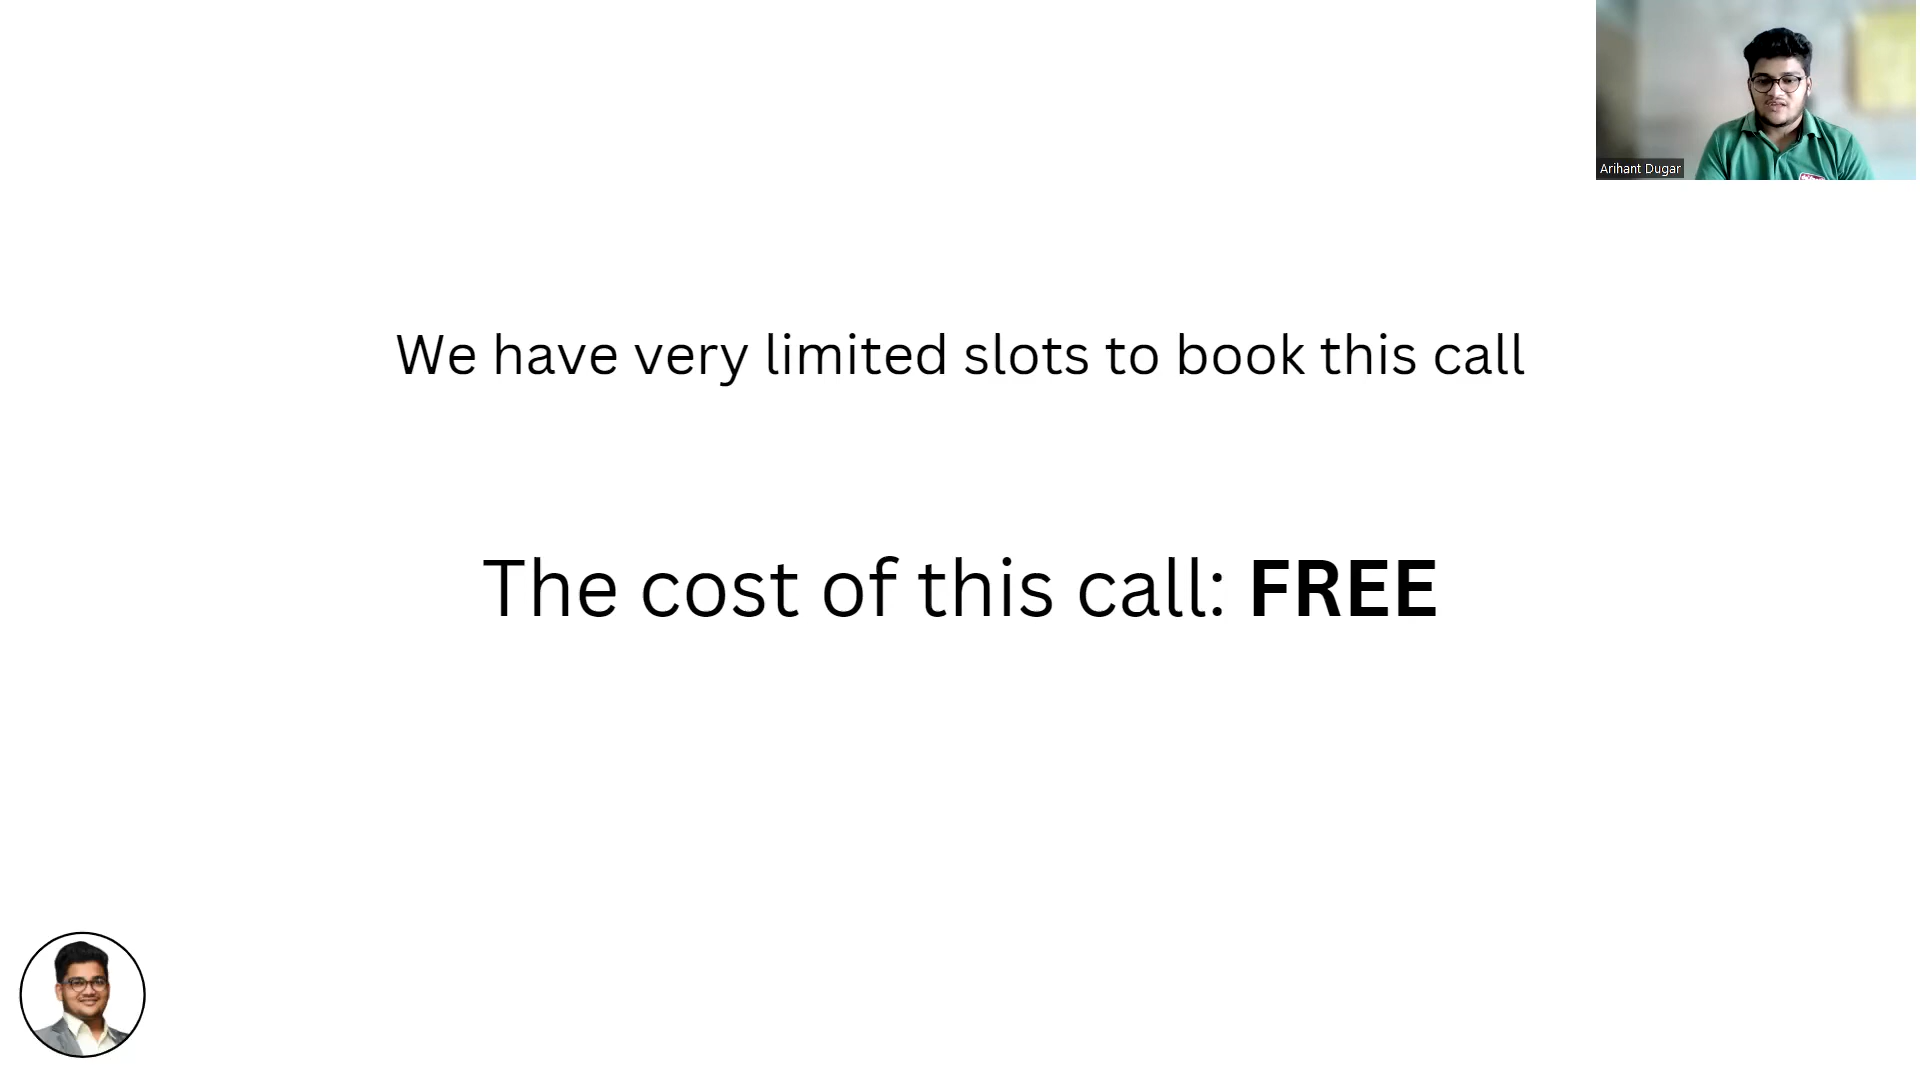 Arihant Dugar
We have very limited slots to book this call
The cost of this call: FREE